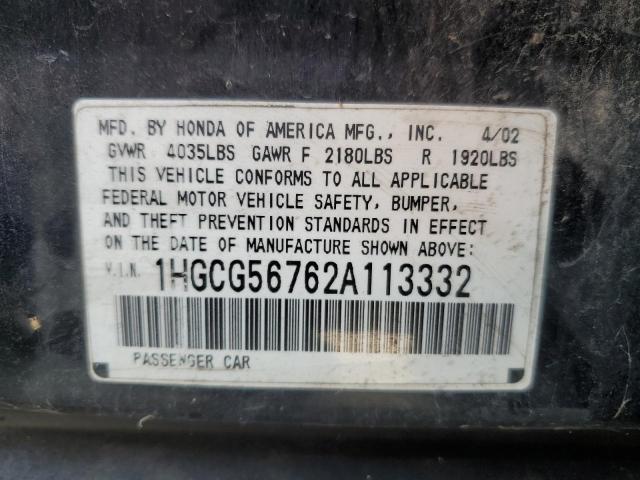 MFD. BY HONDA OF AMERICA MFG., INC. 4/02
GVWR 4035LBS GAWR F 2180LBS R 1920LBS
THIS VEHICLE CONFORMS TO ALL APPLICABLE
FEDERAL MOTOR VEHICLE SAFETY, BUMPER,
AND THEFT PREVENTION STANDARDS IN EFFECT
ON THE DATE OF MANUFACTURE SHOWN ABOVE:
V.I.N. 1HGCG56762A113332
PASSENGER CAR